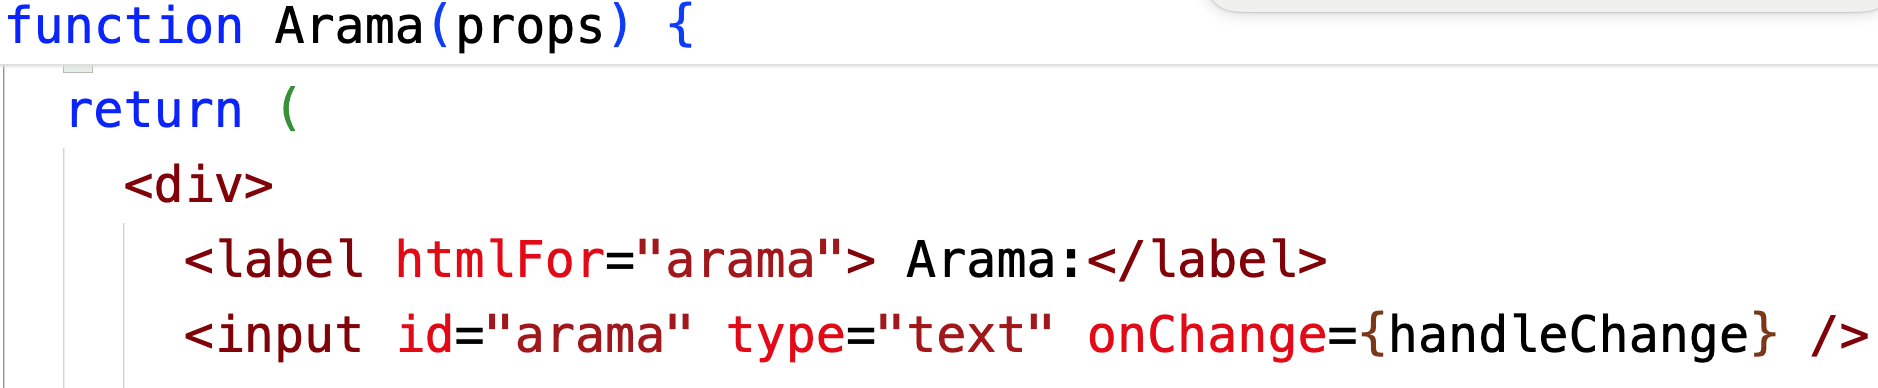 function Arama(props) {
return (
<div>
<label htmlFor="arama"> Arama:</label>
<input id="arama" type="text" onChange={handleChange} />